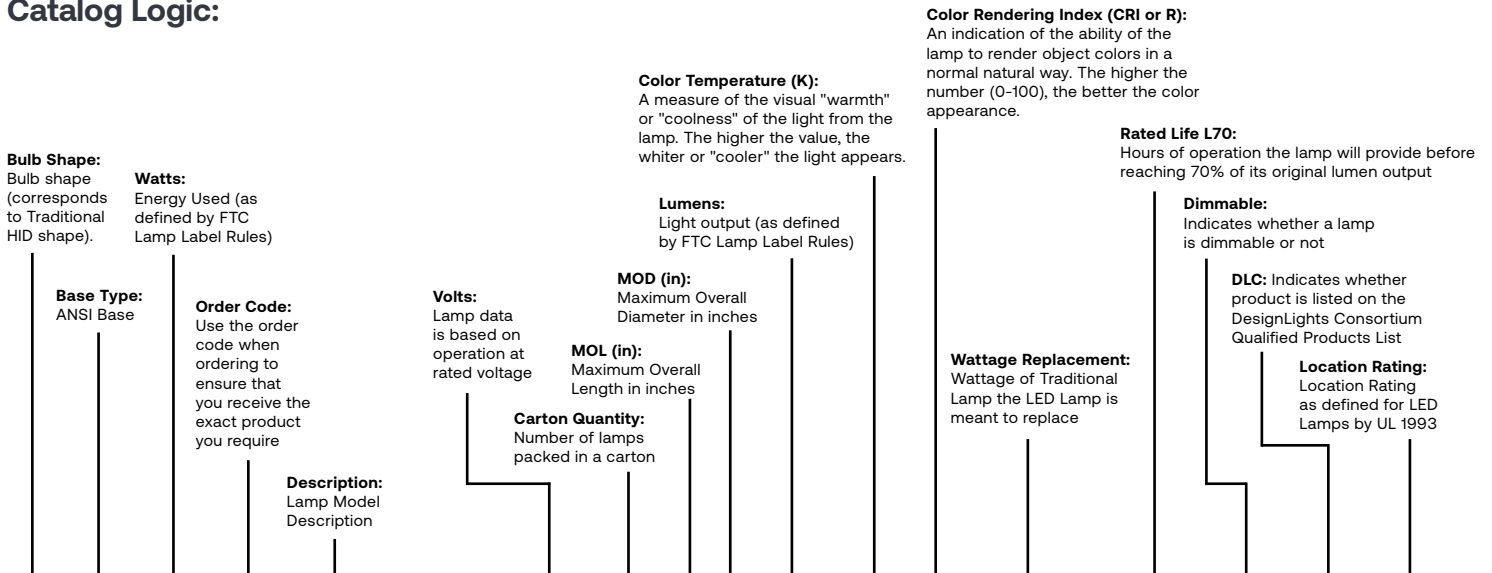 Catalog Logic:
Bulb Shape:
Bulb shape
(corresponds
to Traditional
HID shape).
Base Type:
ANSI Base
Watts:
Energy Used (as
defined by FTC
Lamp Label Rules)
Order Code:
Use the order
code when
ordering to
ensure that
you receive the
exact product
you require
Description:
Lamp Model
Description
Volts:
Lamp data
is based on
operation at
rated voltage
Carton Quantity:
Number of lamps
packed in a carton
MOL (in):
Maximum Overall
Length in inches
MOD (in):
Maximum Overall
Diameter in inches
Lumens:
Light output (as defined
by FTC Lamp Label Rules)
Color Temperature (K):
A measure of the visual "warmth"
or "coolness" of the light from the
lamp. The higher the value, the
whiter or "cooler" the light appears.
Color Rendering Index (CRI or R):
An indication of the ability of the
lamp to render object colors in a
normal natural way. The higher the
number (0-100), the better the color
appearance.
Wattage Replacement:
Wattage of Traditional
Lamp the LED Lamp is
meant to replace
Rated Life L70:
Hours of operation the lamp will provide before
reaching 70% of its original lumen output
Dimmable:
Indicates whether a lamp
is dimmable or not
DLC: Indicates whether
product is listed on the
DesignLights Consortium
Qualified Products List
Location Rating:
Location Rating
as defined for LED
Lamps by UL 1993